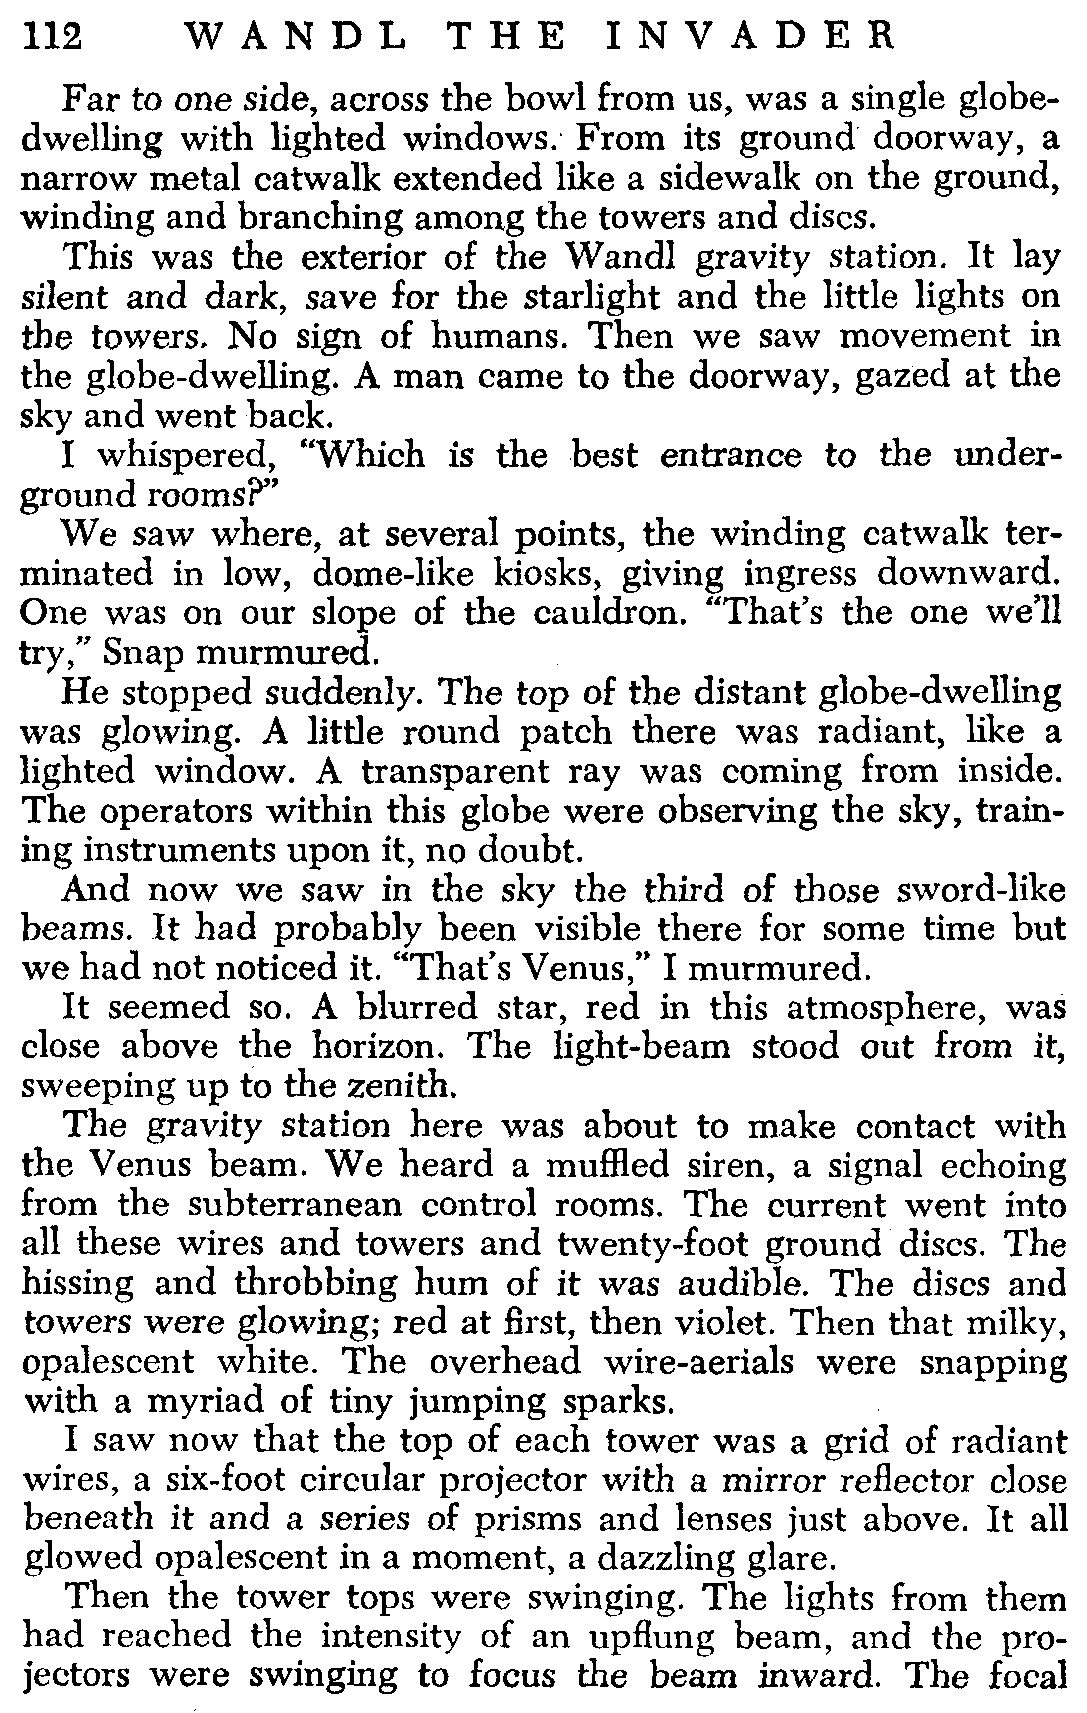 112 WANDL THE INVADER
Far to one side, across the bowl from us, was a single globe-
dwelling with lighted windows. From its ground doorway, a
narrow metal catwalk extended like a sidewalk on the ground,
winding and branching among the towers and discs.
This was the exterior of the Wandl gravity station. It lay
silent and dark, save for the starlight and the little lights on
the towers. No sign of humans. Then we saw movement in
the globe-dwelling. A man came to the doorway, gazed at the
sky and went back.
I whispered, “Which is the best entrance to the under-
ground rooms?”
We saw where, at several points, the winding catwalk ter-
minated in low, dome-like kiosks, giving ingress downward.
One was on our slope of the cauldron. “That’s the one we’ll
try,” Snap murmured.
He stopped suddenly. The top of the distant globe-dwelling
was glowing. A little round patch there was radiant, like a
lighted window. A transparent ray was coming from inside.
The operators within this globe were observing the sky, train-
ing instruments upon it, no doubt.
And now we saw in the sky the third of those sword-like
beams. It had probably been visible there for some time but
we had not noticed it. “That’s Venus,” I murmured.
It seemed so. A blurred star, red in this atmosphere, was
close above the horizon. The light-beam stood out from it,
sweeping up to the zenith.
The gravity station here was about to make contact with
the Venus beam. We heard a muffled siren, a signal echoing
from the subterranean control rooms. The current went into
all these wires and towers and twenty-foot ground discs. The
hissing and throbbing hum of it was audible. The discs and
towers were glowing; red at first, then violet. Then that milky,
opalescent white. The overhead wire-aerials were snapping
with a myriad of tiny jumping sparks.
I saw now that the top of each tower was a grid of radiant
wires, a six-foot circular projector with a mirror reflector close
beneath it and a series of prisms and lenses just above. It all
glowed opalescent in a moment, a dazzling glare.
Then the tower tops were swinging. The lights from them
had reached the intensity of an upflung beam, and the pro-
jectors were swinging to focus the beam inward. The focal